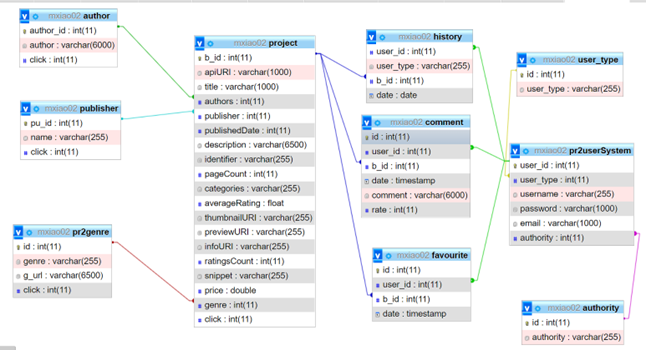 mxiao02 author
author_id : int(11)
author : varchar(6000)
click : int(11)
mxiao02 publisher
pu_id : int(11)
name : varchar(255)
click : int(11)
mxiao02 pr2genre
id : int(11)
genre : varchar(255)
g_url : varchar(6500)
click : int(11)
mxiao02 project
b_id : int(11)
apiURI : varchar(1000)
title : varchar(1000)
authors : int(11)
publisher : int(11)
publishedDate : int(11)
description : varchar(6500)
identifier : varchar(255)
pageCount : int(11)
categories : varchar(255)
averageRating : float
thumbnailURI : varchar(255)
previewURI : varchar(255)
infoURI : varchar(255)
ratingsCount : int(11)
snippet : varchar(255)
price : double
genre : int(11)
click : int(11)
mxiao02 history
user_id : int(11)
user_type : varchar(255)
b_id : int(11)
date : date
mxiao02 comment
id : int(11)
user_id : int(11)
b_id : int(11)
date : timestamp
comment : varchar(6000)
rate : int(11)
mxiao02 favourite
id : int(11)
user_id : int(11)
b_id : int(11)
date : timestamp
mxiao02 user_type
id : int(11)
user_type : varchar(255)
mxiao02 pr2userSystem
user_id : int(11)
user_type : int(11)
username : varchar(255)
password : varchar(1000)
email : varchar(1000)
authority : int(11)
mxiao02 authority
id : int(11)
authority : varchar(255)